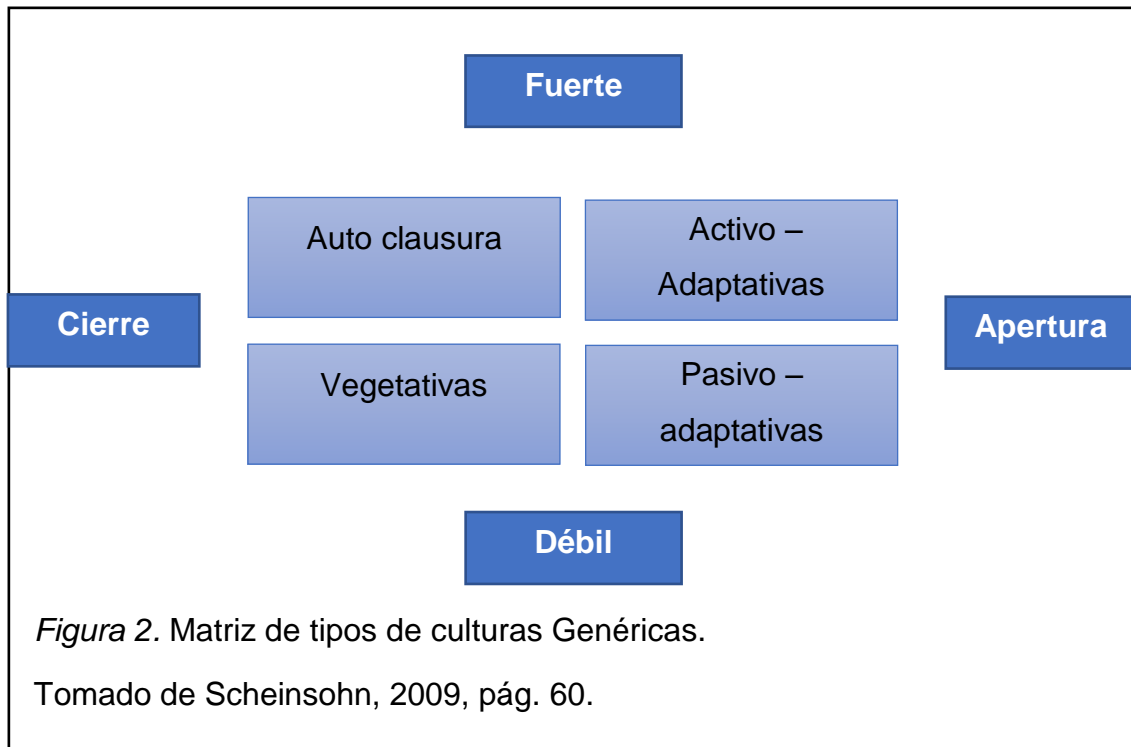 Fuerte
Auto clausura
Activo –
Adaptativas
Cierre
Apertura
Vegetativas
Pasivo –
adaptativas
Débil
Figura 2. Matriz de tipos de culturas Genéricas.
Tomado de Scheinsohn, 2009, pág. 60.